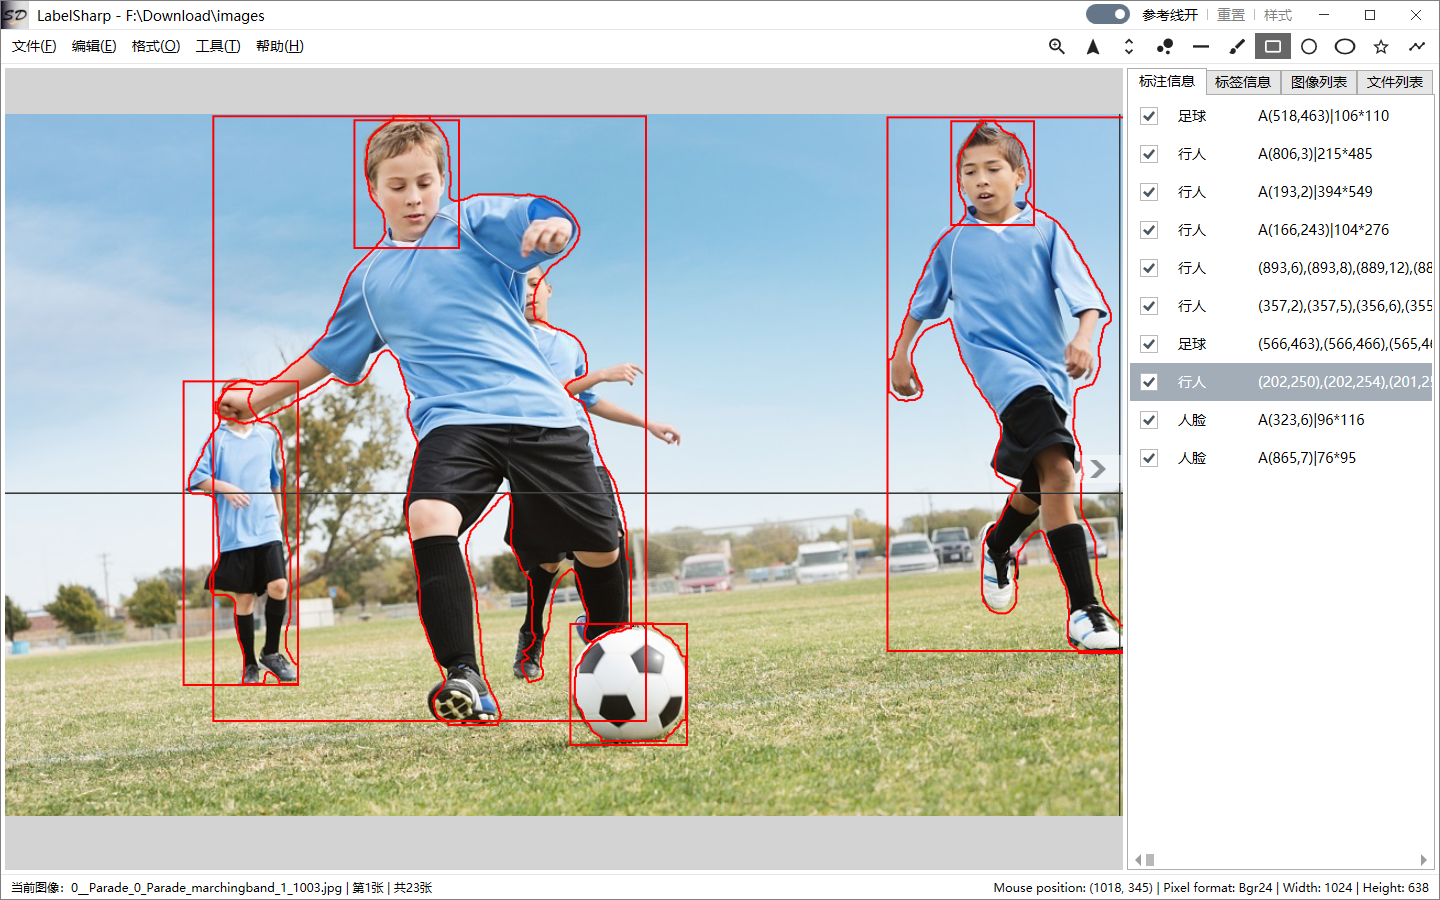 SD LabelSharp - F:\Download\images 参考线开 重置 样式
文件(F) 编辑(E) 格式(O) 工具(T) 帮助(H)
标注信息 标签信息 图像列表 文件列表
足球 A(518,463)|106*110
行人 A(806,3)|215*485
行人 A(193,2)|394*549
行人 A(166,243)|104*276
行人 (893,6),(893,8),(889,12),(88
行人 (357,2),(357,5),(356,6),(355
足球 (566,463),(566,466),(565,46
行人 (202,250),(202,254),(201,25
人脸 A(323,6)|96*116
人脸 A(865,7)|76*95
当前图像: 0__Parade_0_Parade_marchingband_1_1003.jpg | 第1张 | 共23张 Mouse position: (1018, 345) | Pixel format: Bgr24 | Width: 1024 | Height: 638